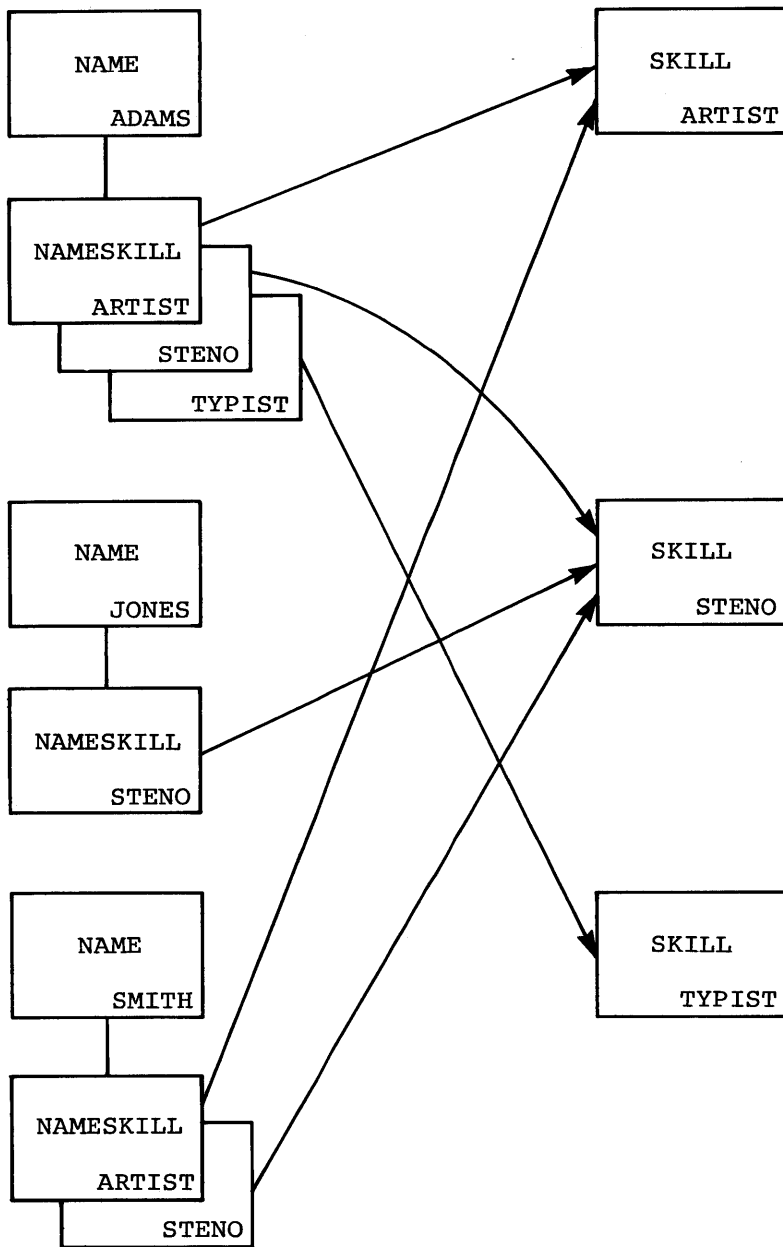 NAME
ADAMS
NAMESKILL
ARTIST
STENO
TYPIST
NAME
JONES
NAMESKILL
STENO
NAME
SMITH
NAMESKILL
ARTIST
STENO
SKILL
ARTIST
SKILL
STENO
SKILL
TYPIST